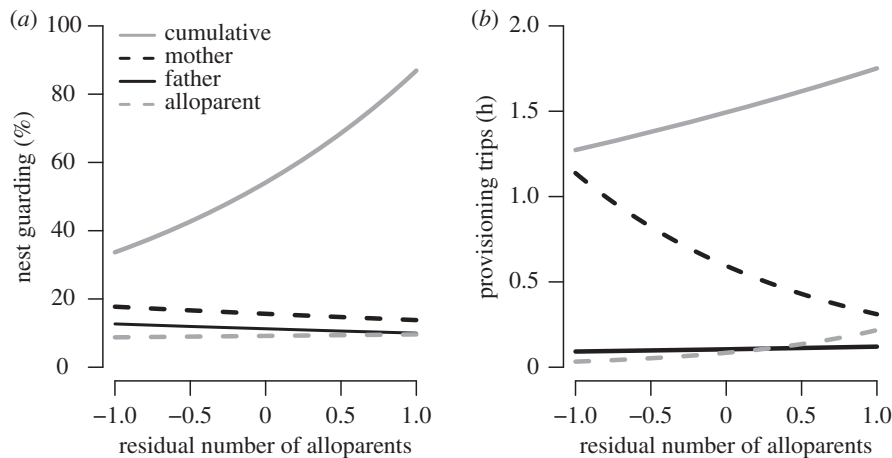 (a)
100
80
60
40
20
0
nest guarding (%)
cumulative
mother
father
alloparent
−1.0 −0.5 0 0.5 1.0
residual number of alloparents
(b)
2.0
1.5
1.0
0.5
0
provisioning trips (h)
−1.0 −0.5 0 0.5 1.0
residual number of alloparents